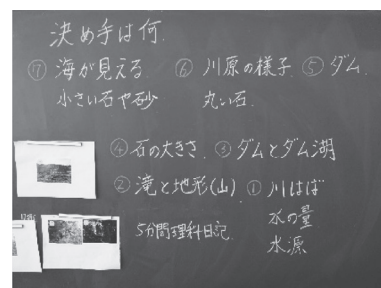 決め手は何.
⑦ 海が見える. ⑥ 川原の様子. ⑤ ダム.
小さい石や砂 丸い石.
④ 石の大きさ. ③ ダムとダム湖
② 滝と地形(山) ① 川はば
水の量
水源
5分間理科日記.